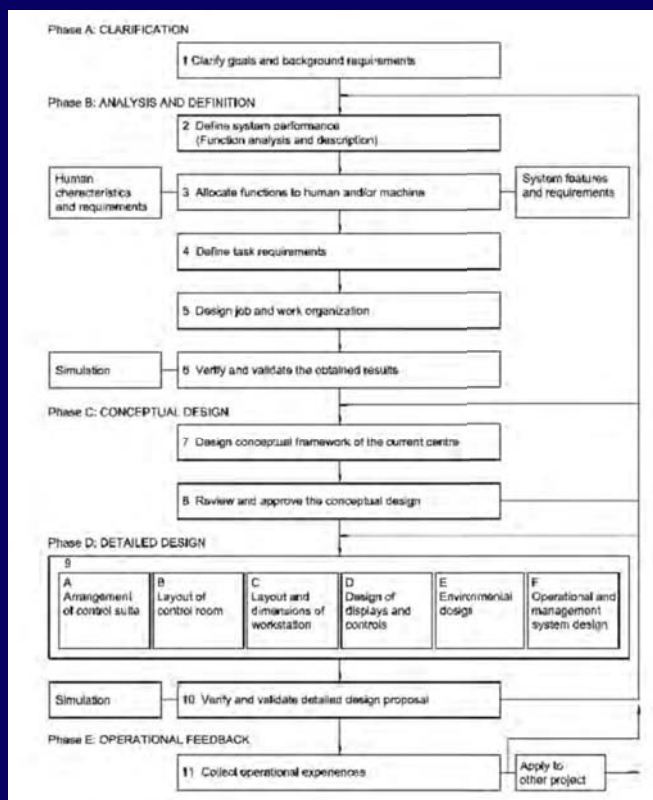 Phase A: CLARIFICATION
1 Clarify goals and background requirements
Phase B: ANALYSIS AND DEFINITION
2 Define system performance
(Function analysis and description)
Human
characteristics
and requirements
3 Allocate functions to human and/or machine
System features
and requirements
4 Define task requirements
5 Design job and work organization
Simulation
6 Verify and validate the obtained results
Phase C: CONCEPTUAL DESIGN
7 Design conceptual framework of the current centre
8 Review and approve the conceptual design
Phase D: DETAILED DESIGN
9
A
Arrangement
of control suite
B
Layout of
control room
C
Layout and
dimensions of
workstation
D
Design of
displays and
controls
E
Environmental
design
F
Operational and
management
system design
Simulation
10 Verify and validate detailed design proposal
Phase E: OPERATIONAL FEEDBACK
11 Collect operational experiences
Apply to
other project